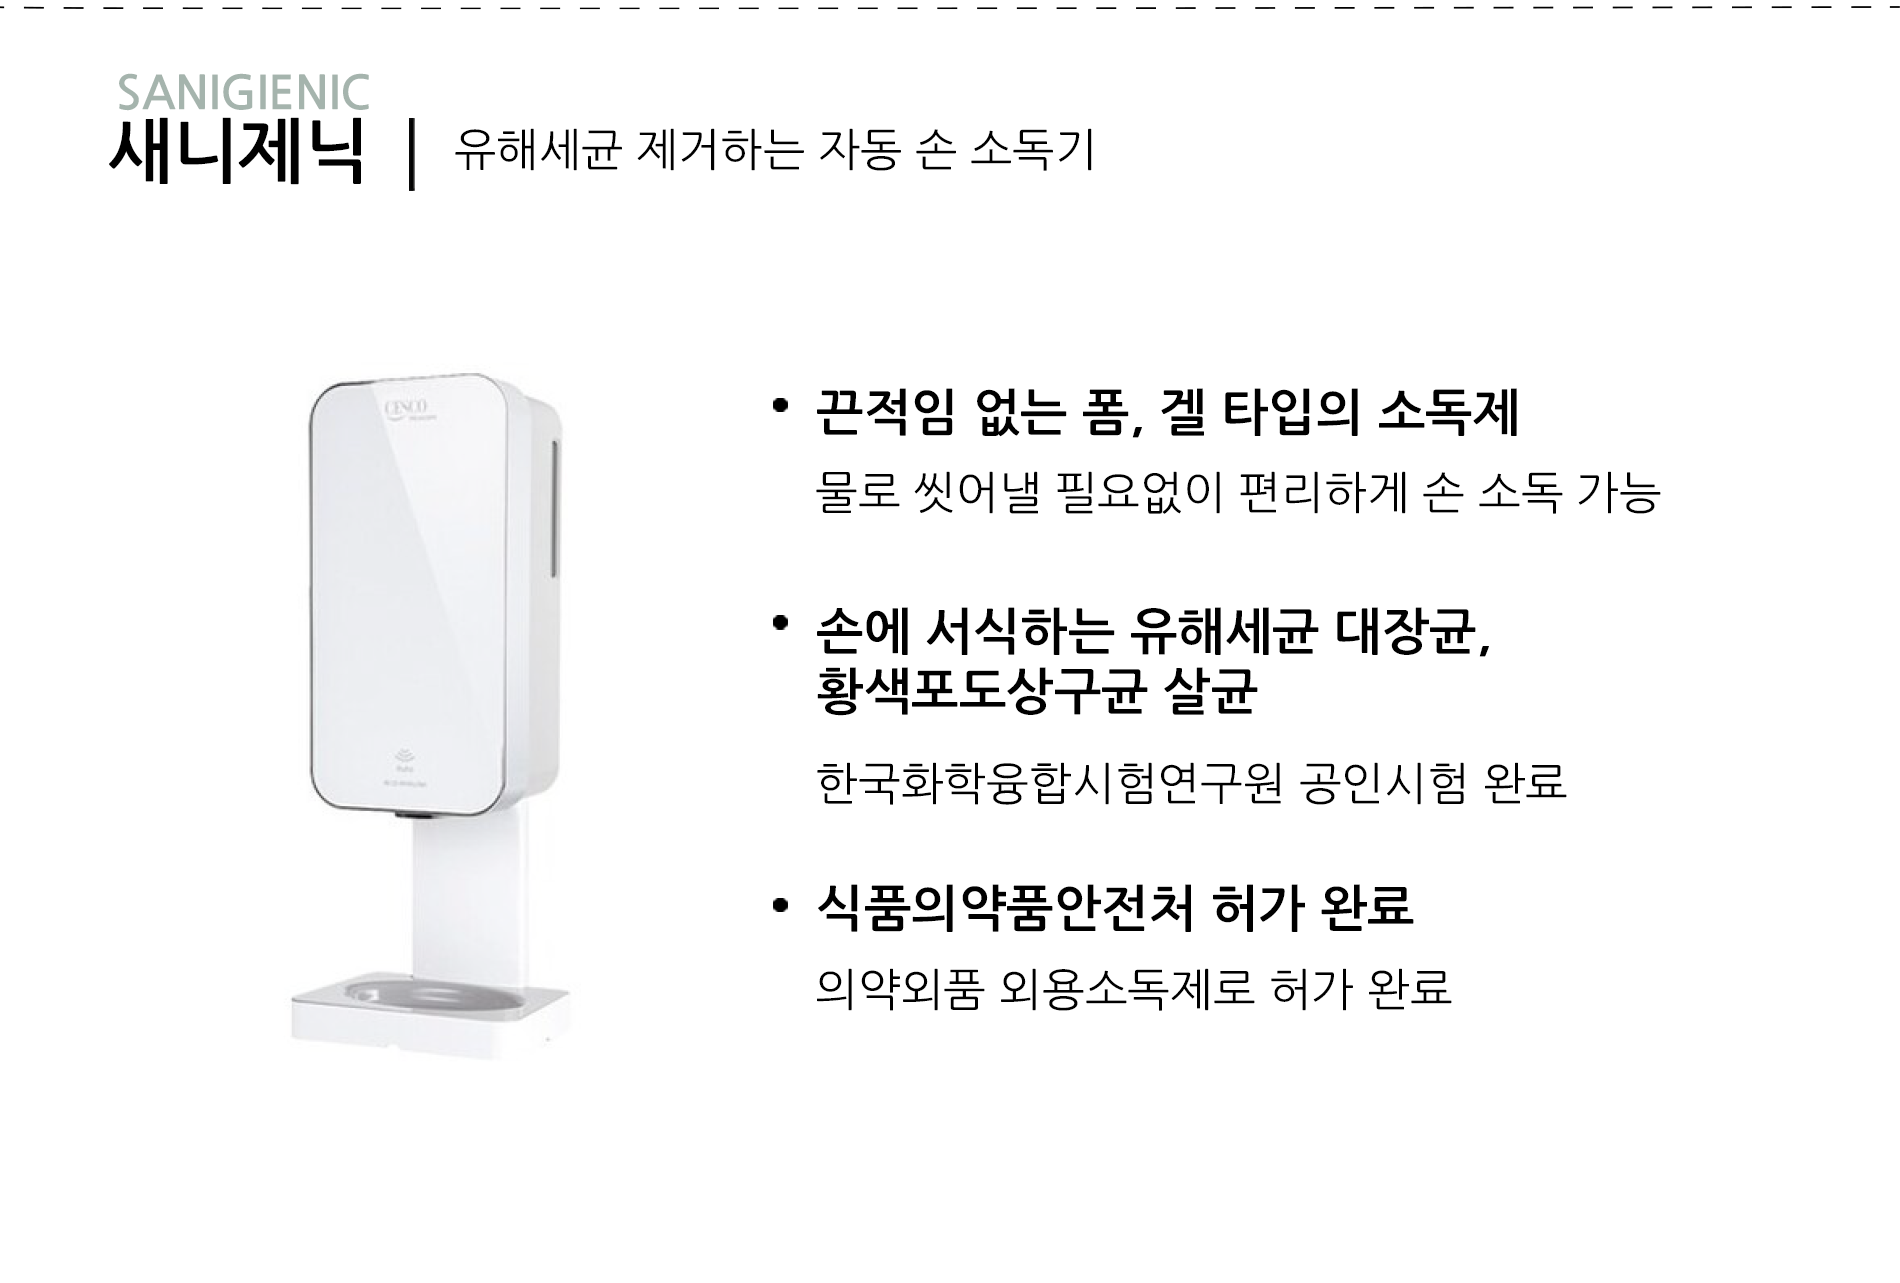 SANIGIENIC
새니제닉
유해세균 제거하는 자동 손 소독기
CESCO
• 끈적임 없는 폼, 겔 타입의 소독제
물로 씻어낼 필요없이 편리하게 손 소독 가능
• 손에 서식하는 유해세균 대장균,
황색포도상구균 살균
한국화학융합시험연구원 공인시험 완료
• 식품의약품안전처 허가 완료
의약외품 외용소독제로 허가 완료